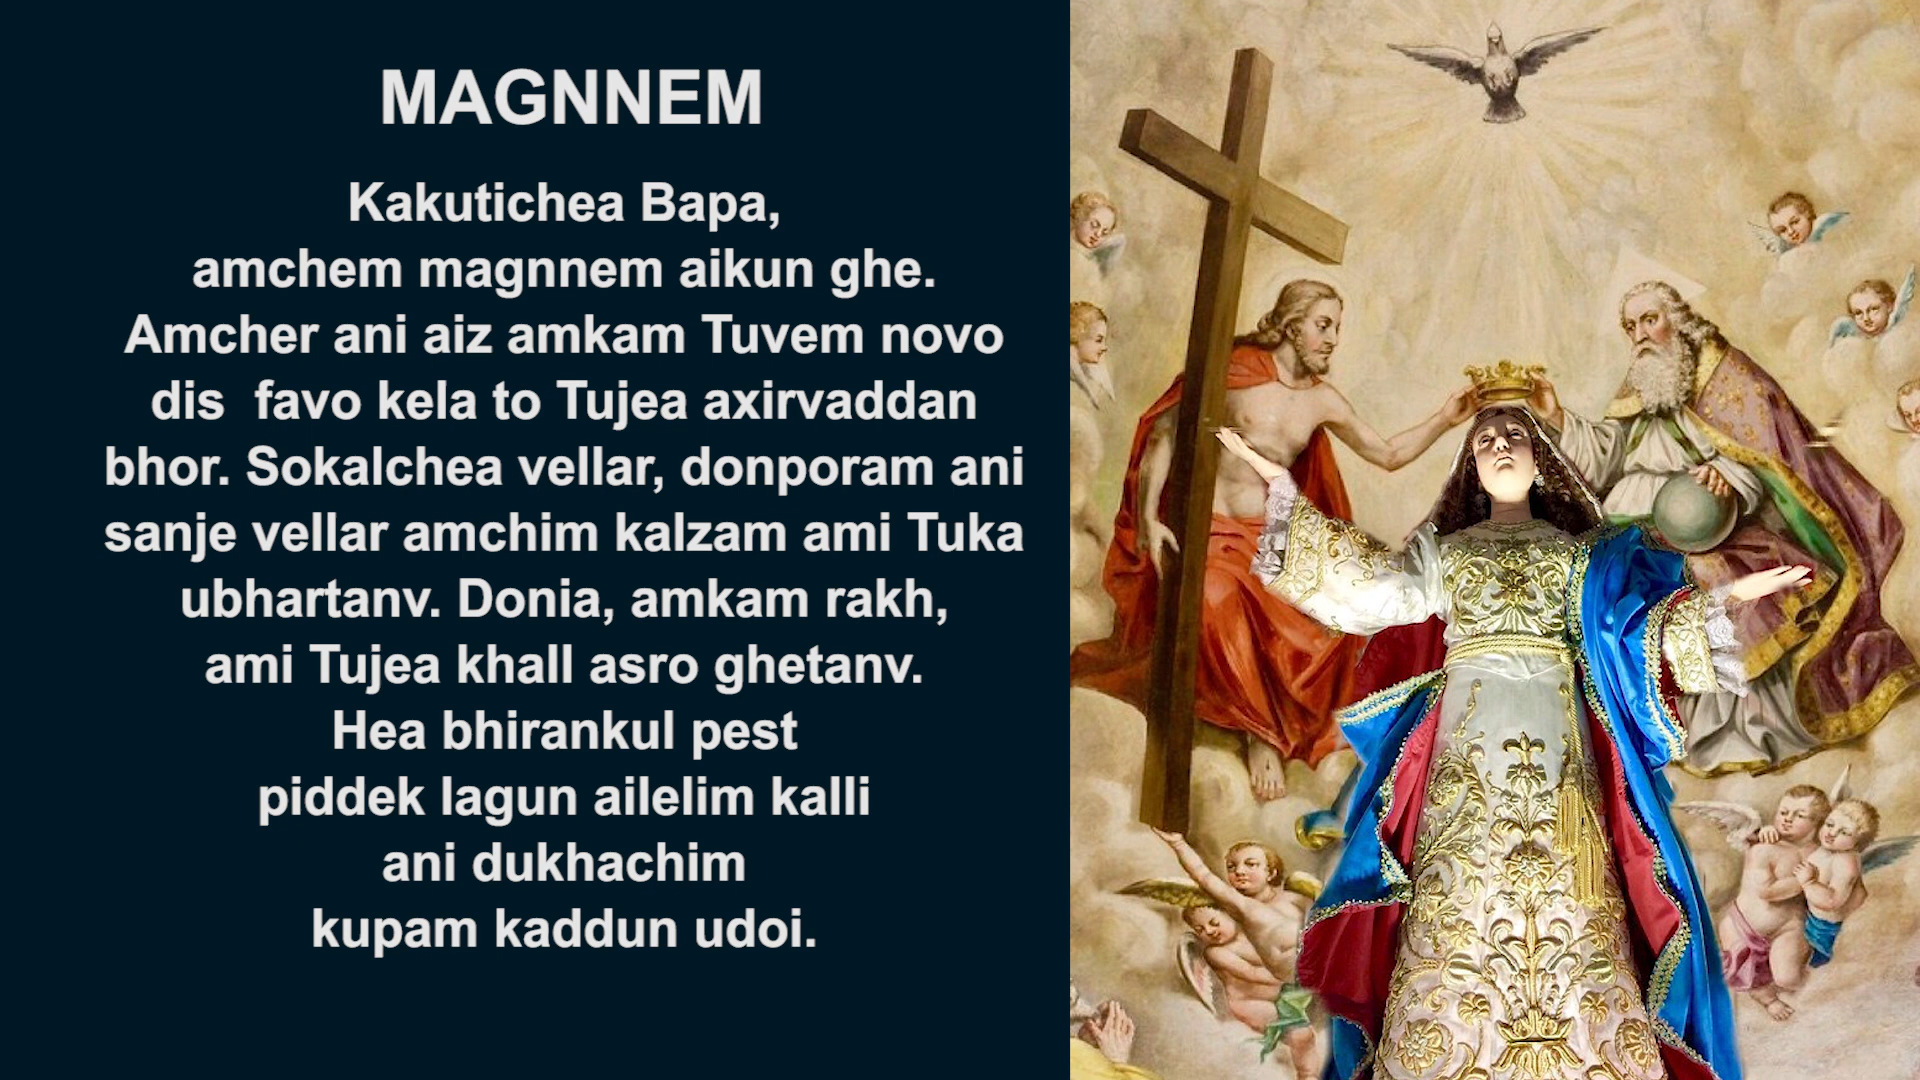 MAGNNEM
Kakutichea Bapa,
amchem magnnem aikun ghe.
Amcher ani aiz amkam Tuvem novo
dis  favo kela to Tujea axirvaddan
bhor. Sokalchea vellar, donporam ani
sanje vellar amchim kalzam ami Tuka
ubhartanv. Donia, amkam rakh,
ami Tujea khall asro ghetanv.
Hea bhirankul pest
piddek lagun ailelim kalli
ani dukhachim
kupam kaddun udoi.